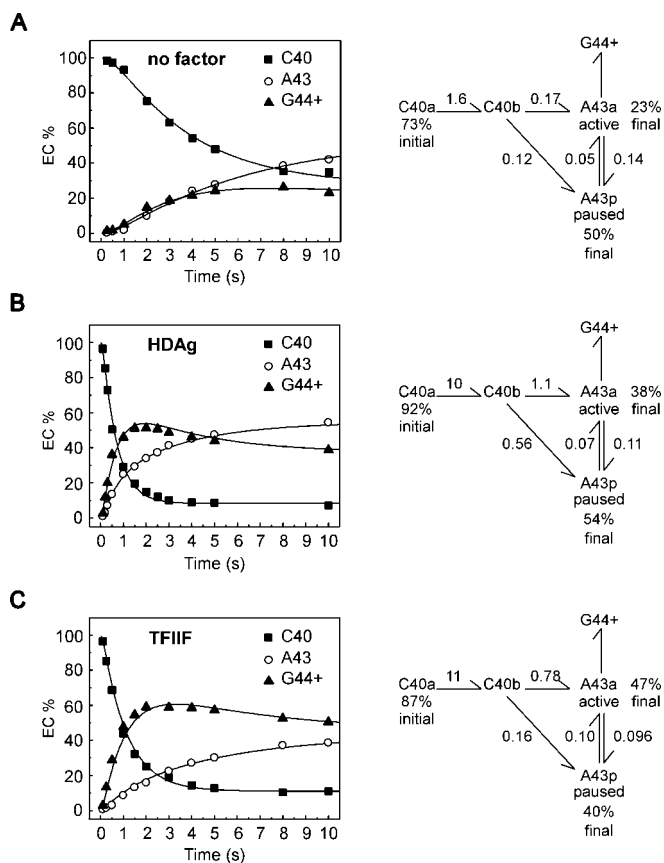 A
no factor
C40
A43
G44+
EC %
100
80
60
40
20
0
0 1 2 3 4 5 6 7 8 9 10
Time (s)
G44+
C40a 1.6 C40b 0.17 A43a 23%
73% active final
initial
0.12 0.05 0.14
A43p
paused
50%
final
B
HDAg
C40
A43
G44+
EC %
100
80
60
40
20
0
0 1 2 3 4 5 6 7 8 9 10
Time (s)
G44+
C40a 10 C40b 1.1 A43a 38%
92% active final
initial
0.56 0.07 0.11
A43p
paused
54%
final
C
TFIIF
C40
A43
G44+
EC %
100
80
60
40
20
0
0 1 2 3 4 5 6 7 8 9 10
Time (s)
G44+
C40a 11 C40b 0.78 A43a 47%
87% active final
initial
0.16 0.10 0.096
A43p
paused
40%
final